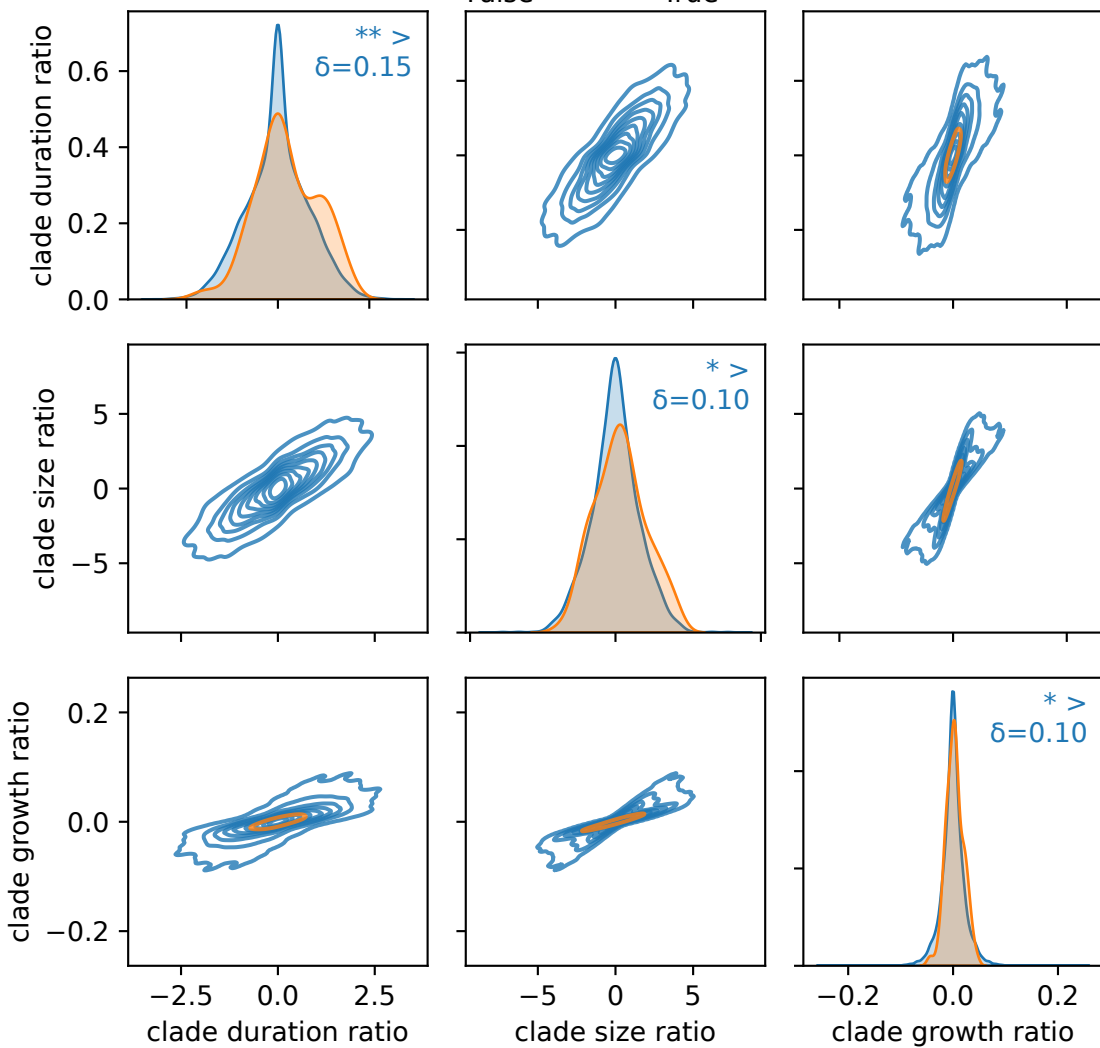 True
clade duration ratio
0.6
0.4
0.2
0.0
** >
δ=0.15
clade size ratio
5
0
−5
* >
δ=0.10
clade growth ratio
0.2
0.0
−0.2
* >
δ=0.10
−2.5 0.0 2.5
−5 0 5
−0.2 0.0 0.2
clade duration ratio
clade size ratio
clade growth ratio